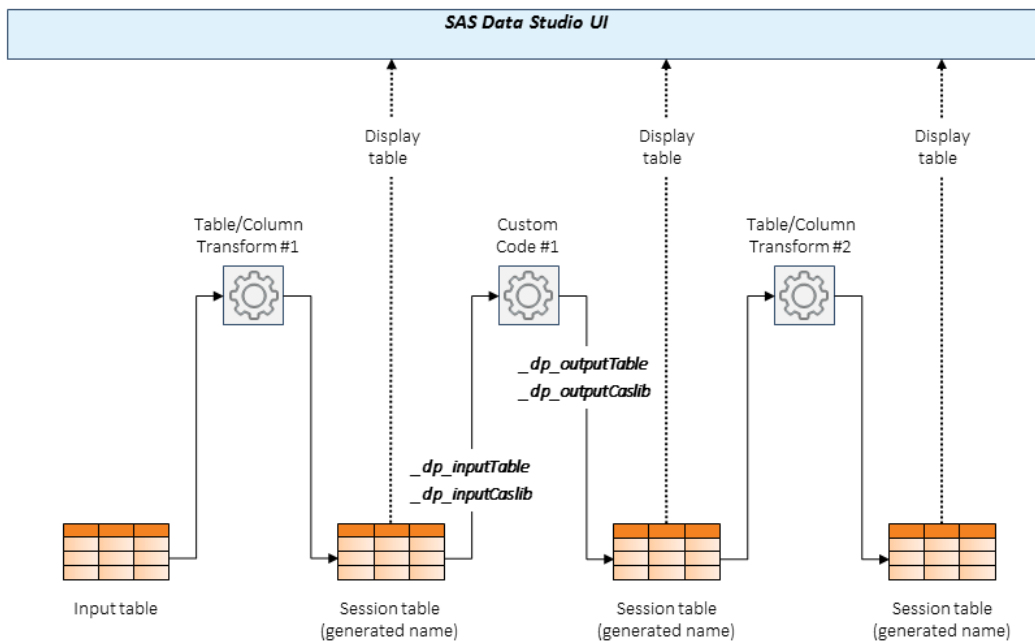 SAS Data Studio UI
Display
table
Display
table
Display
table
Table/Column
Transform #1
Custom
Code #1
Table/Column
Transform #2
_dp_outputTable
_dp_outputCaslib
_dp_inputTable
_dp_inputCaslib
Input table
Session table
(generated name)
Session table
(generated name)
Session table
(generated name)